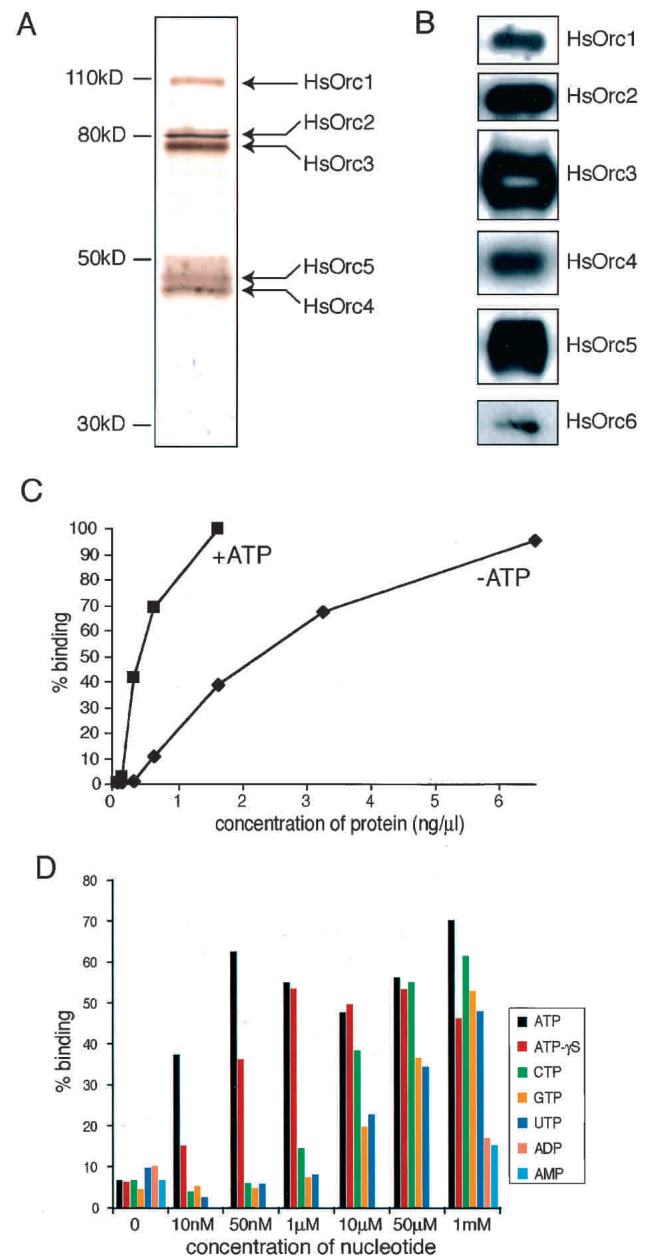 A
110kD
HsOrc1
80kD
HsOrc2
HsOrc3
50kD
HsOrc5
HsOrc4
30kD
B
HsOrc1
HsOrc2
HsOrc3
HsOrc4
HsOrc5
HsOrc6
C
100
90
80
70
60
50
40
30
20
10
0
% binding
+ATP
-ATP
0 1 2 3 4 5 6
concentration of protein (ng/µl)
D
80
70
60
50
40
30
20
10
0
% binding
ATP
ATP-γS
CTP
GTP
UTP
ADP
AMP
0 10nM 50nM 1µM 10µM 50µM 1mM
concentration of nucleotide